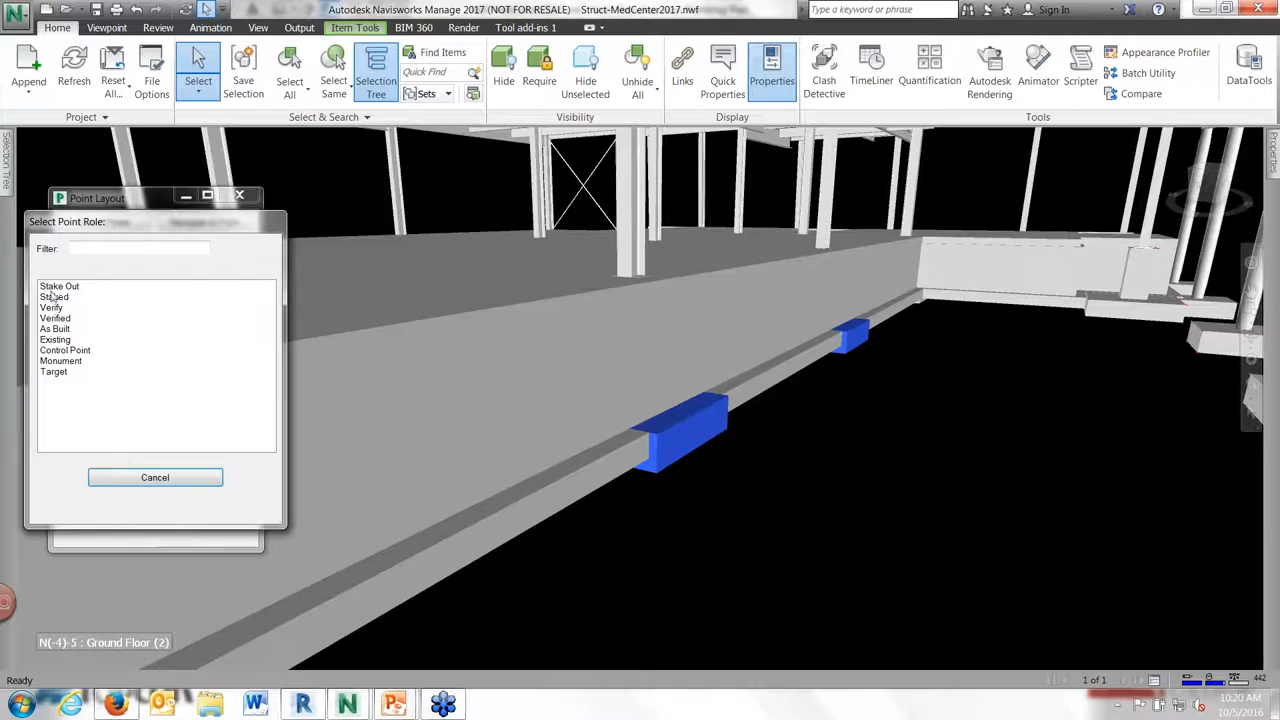 Autodesk Navisworks Manage 2017 (NOT FOR RESALE) Struct-MedCenter2017.nwf
Type a keyword or phrase
Sign In
Home Viewpoint Review Animation View Output Item Tools BIM 360 Render Tool add-ins 1
Append
Refresh
Reset All...
File Options
Select
Save Selection
Select All
Select Same
Selection Tree
Find Items
Quick Find
Sets
Hide
Require
Hide Unselected
Unhide All
Links
Quick Properties
Properties
Clash Detective
TimeLiner
Quantification
Autodesk Rendering
Animator
Scripter
Appearance Profiler
Batch Utility
Compare
DataTools
Project
Select & Search
Visibility
Display
Tools
Selection Tree
Properties
Point Layout
Select Point Role:
Filter:
Stake Out
Staked
Verify
Verified
As Built
Existing
Control Point
Monument
Target
Cancel
N(-4)-5 : Ground Floor (2)
Ready
1 of 1
442
10:20 AM
10/5/2016